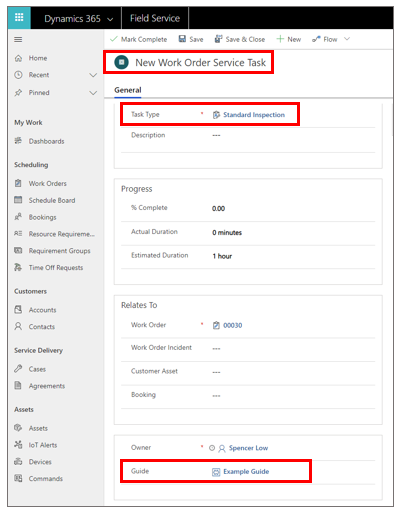 Dynamics 365 Field Service
Mark Complete Save Save & Close New Flow
New Work Order Service Task
General
Home
Recent
Pinned
My Work
Dashboards
Scheduling
Work Orders
Schedule Board
Bookings
Resource Requireme...
Requirement Groups
Time Off Requests
Customers
Accounts
Contacts
Service Delivery
Cases
Agreements
Assets
Assets
IoT Alerts
Devices
Commands
Task Type * Standard Inspection
Description ---
Progress
% Complete 0.00
Actual Duration 0 minutes
Estimated Duration 1 hour
Relates To
Work Order * 00030
Work Order Incident ---
Customer Asset ---
Booking ---
Owner * Spencer Low
Guide Example Guide